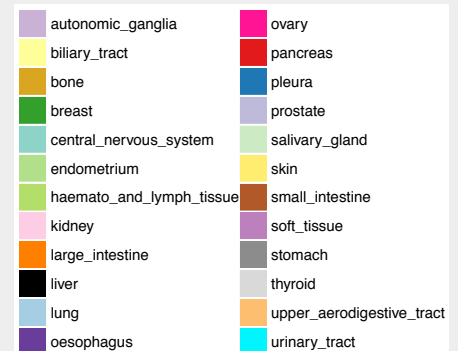 autonomic_ganglia
biliary_tract
bone
breast
central_nervous_system
endometrium
haemato_and_lymph_tissue
kidney
large_intestine
liver
lung
oesophagus
ovary
pancreas
pleura
prostate
salivary_gland
skin
small_intestine
soft_tissue
stomach
thyroid
upper_aerodigestive_tract
urinary_tract